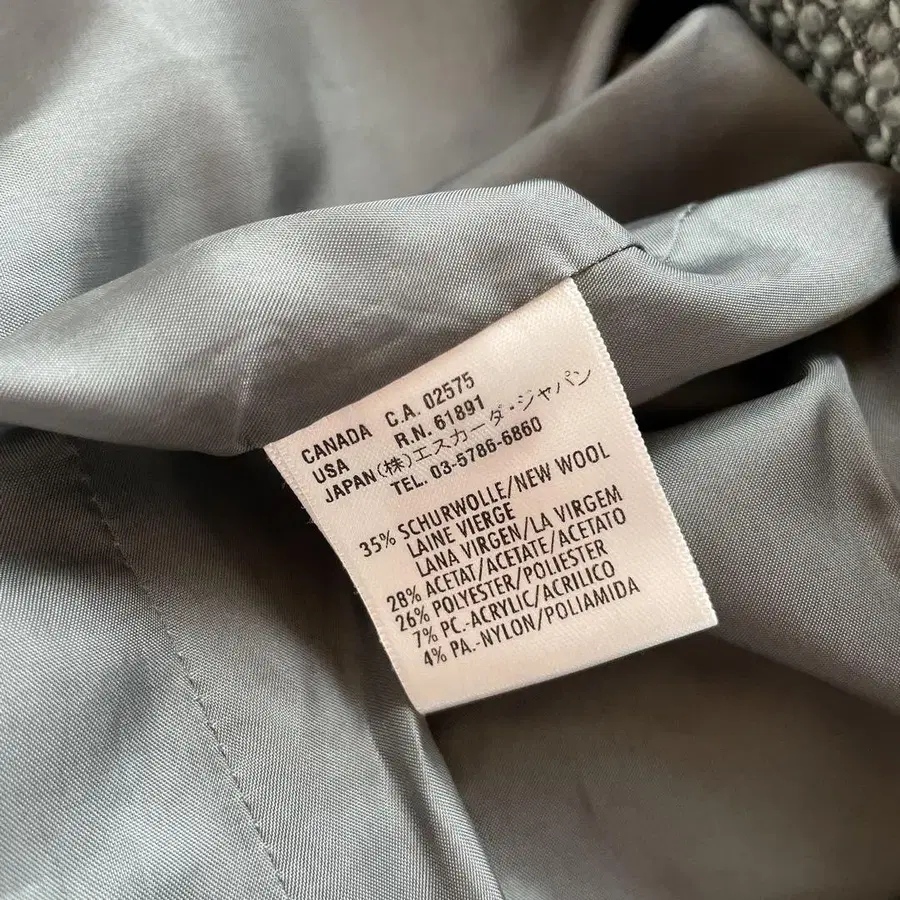 CANADA C.A. 02575
USA R.N. 61891
JAPAN(株)エスカーダ・ジャパン
TEL. 03-5786-6860
35% SCHURWOLLE/NEW WOOL
LAINE VIERGE
LANA VIRGEN/LA VIRGEM
28% ACETAT/ACETATE/ACETATO
26% POLYESTER/POLIESTER
7% PC.-ACRYLIC/ACRILICO
4% PA.-NYLON/POLIAMIDA